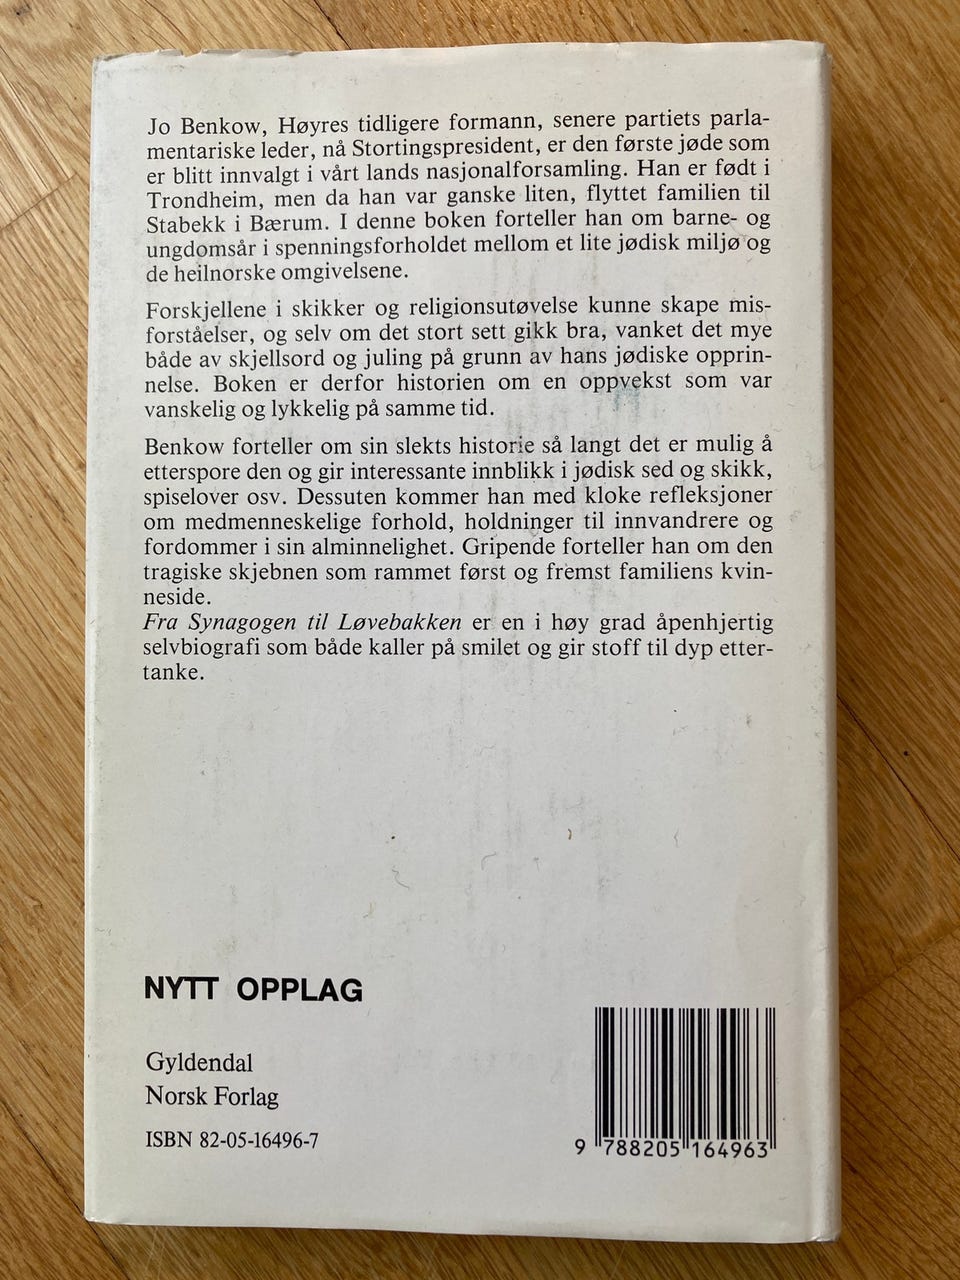 Jo Benkow, Høyres tidligere formann, senere partiets parla-
mentariske leder, nå Stortingspresident, er den første jøde som
er blitt innvalgt i vårt lands nasjonalforsamling. Han er født i
Trondheim, men da han var ganske liten, flyttet familien til
Stabekk i Bærum. I denne boken forteller han om barne- og
ungdomsår i spenningsforholdet mellom et lite jødisk miljø og
de heilnorske omgivelsene.
Forskjellene i skikker og religionsutøvelse kunne skape mis-
forståelser, og selv om det stort sett gikk bra, vanket det mye
både av skjellsord og juling på grunn av hans jødiske opprin-
nelse. Boken er derfor historien om en oppvekst som var
vanskelig og lykkelig på samme tid.
Benkow forteller om sin slekts historie så langt det er mulig å
etterspore den og gir interessante innblikk i jødisk sed og skikk,
spiselover osv. Dessuten kommer han med kloke refleksjoner
om medmenneskelige forhold, holdninger til innvandrere og
fordommer i sin alminnelighet. Gripende forteller han om den
tragiske skjebnen som rammet først og fremst familiens kvin-
neside.
Fra Synagogen til Løvebakken er en i høy grad åpenhjertig
selvbiografi som både kaller på smilet og gir stoff til dyp etter-
tanke.
NYTT OPPLAG
Gyldendal
Norsk Forlag
ISBN 82-05-16496-7
9 788205 164963